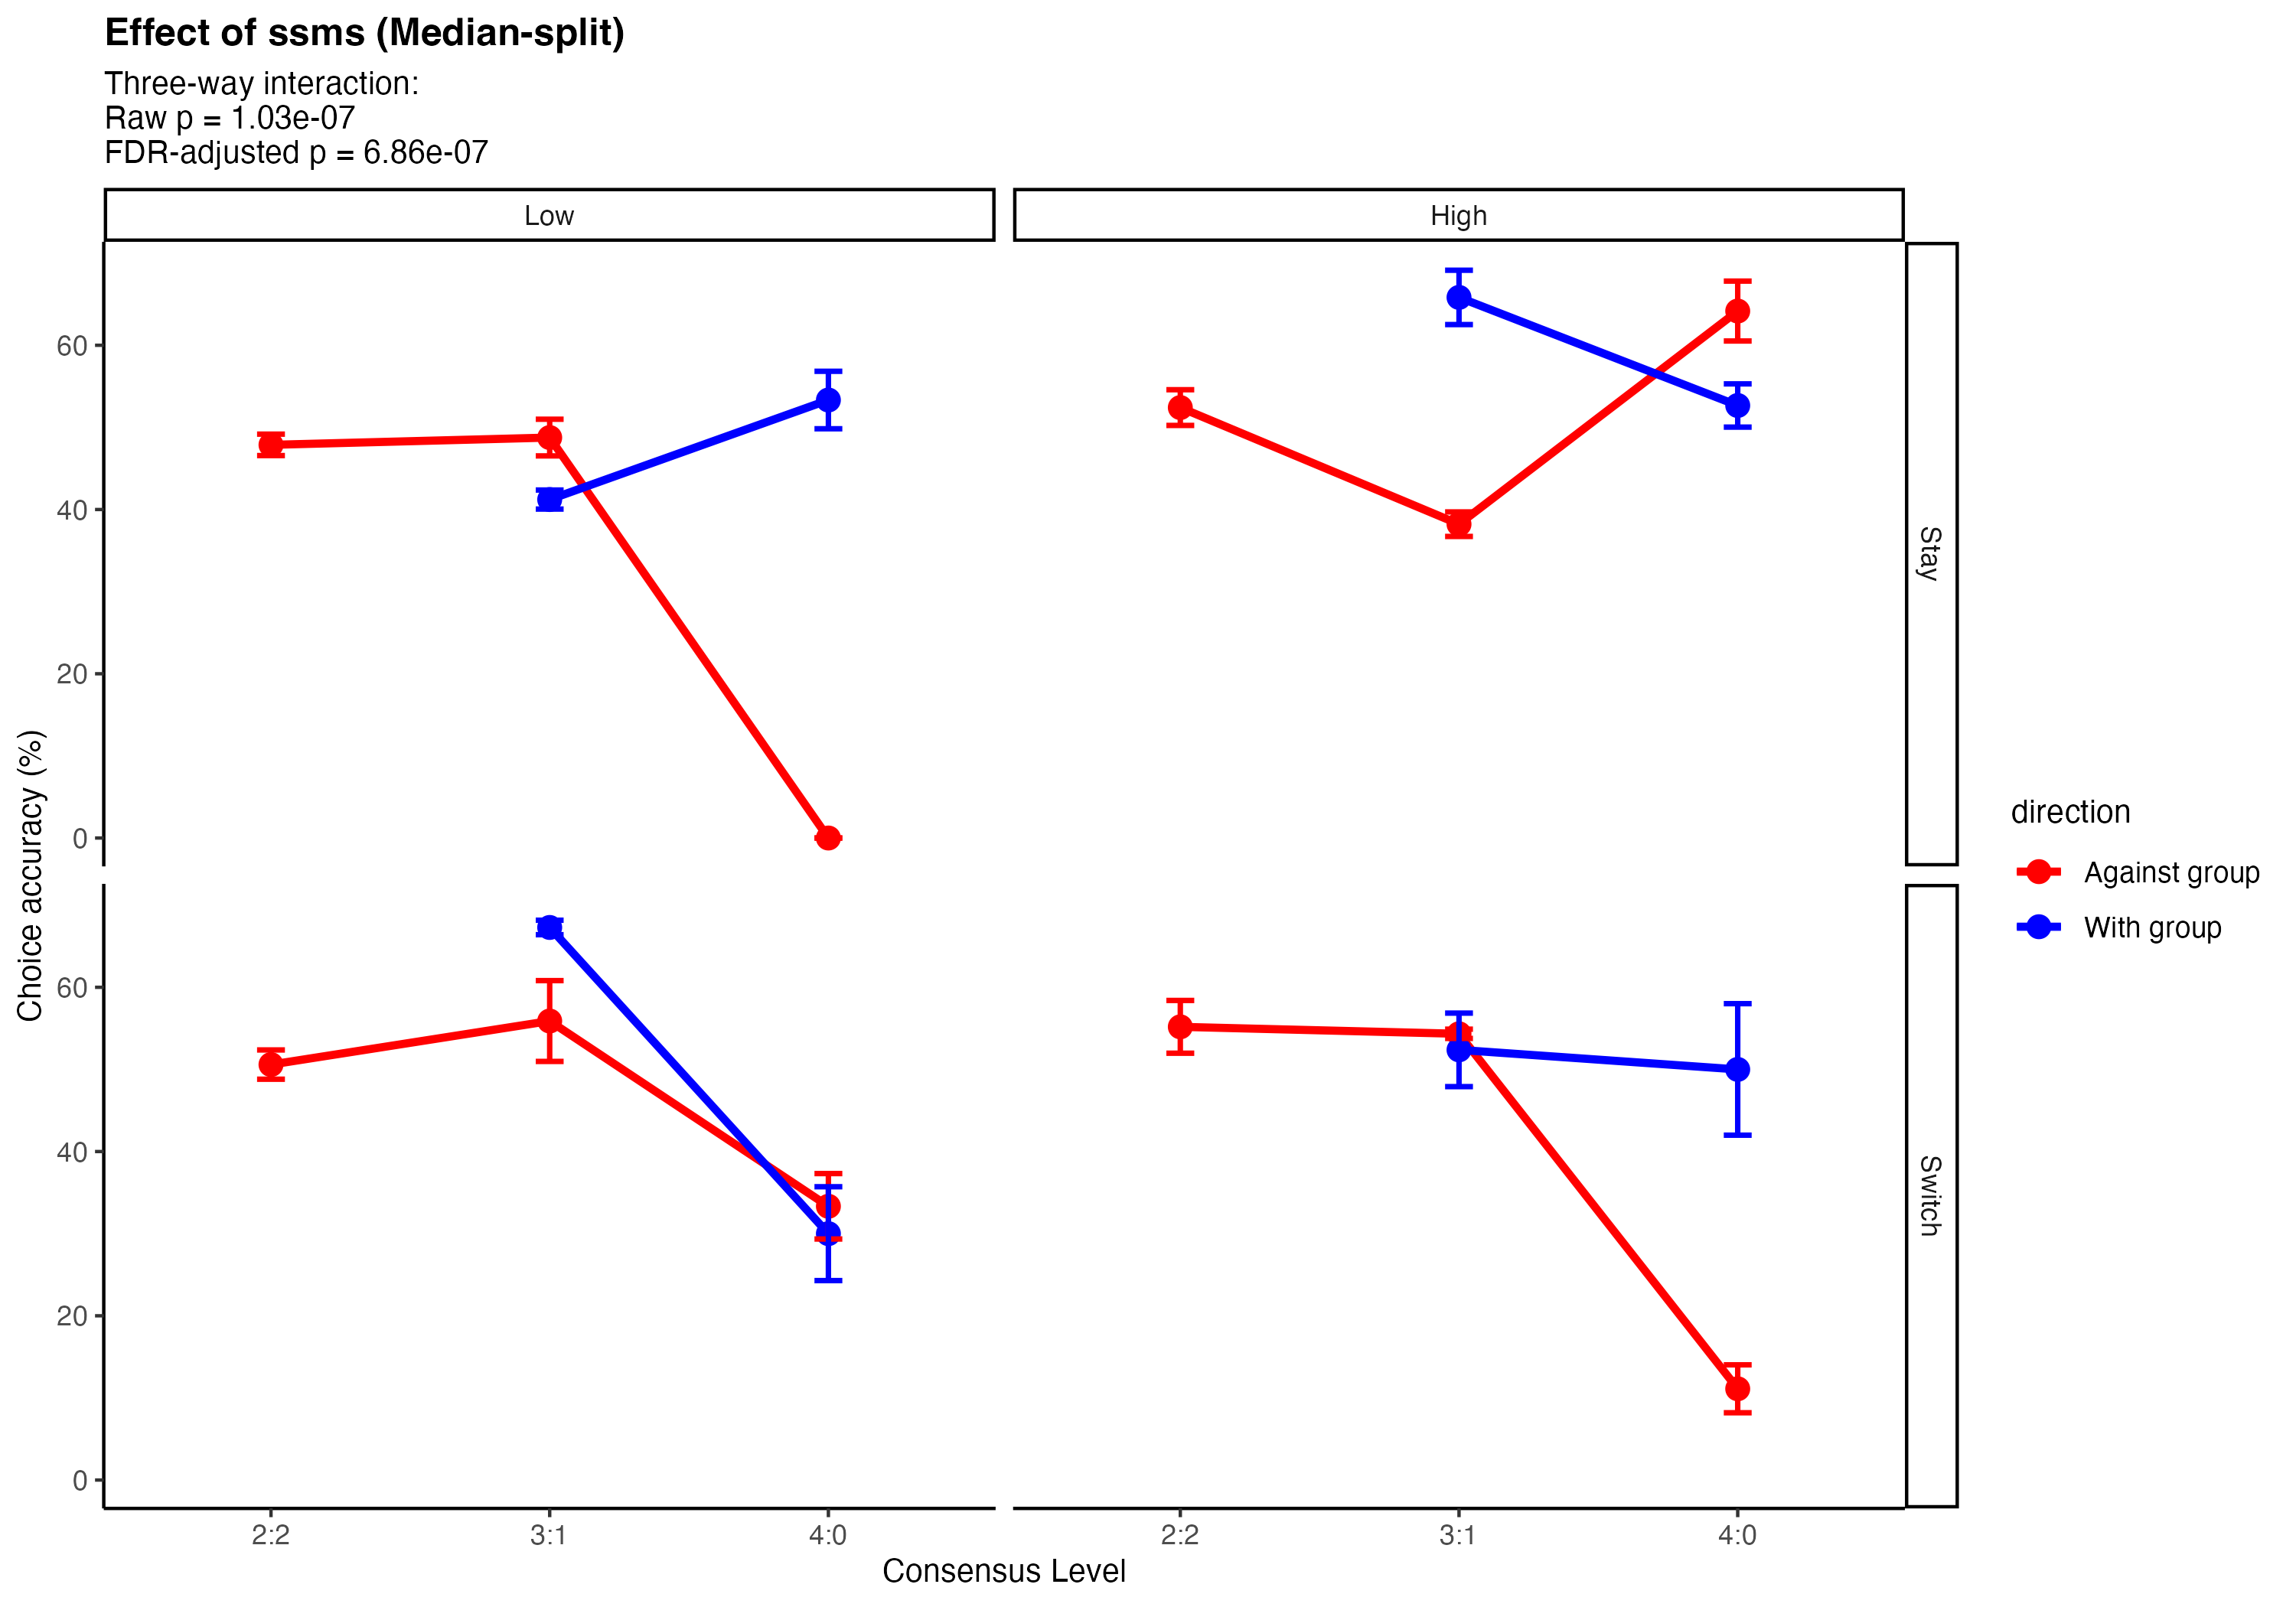 Effect of ssms (Median-split)
Three-way interaction:
Raw p = 1.03e-07
FDR-adjusted p = 6.86e-07
Low
High
60
40
20
0
Stay
60
40
20
0
Switch
Choice accuracy (%)
2:2
3:1
4:0
2:2
3:1
4:0
Consensus Level
direction
Against group
With group